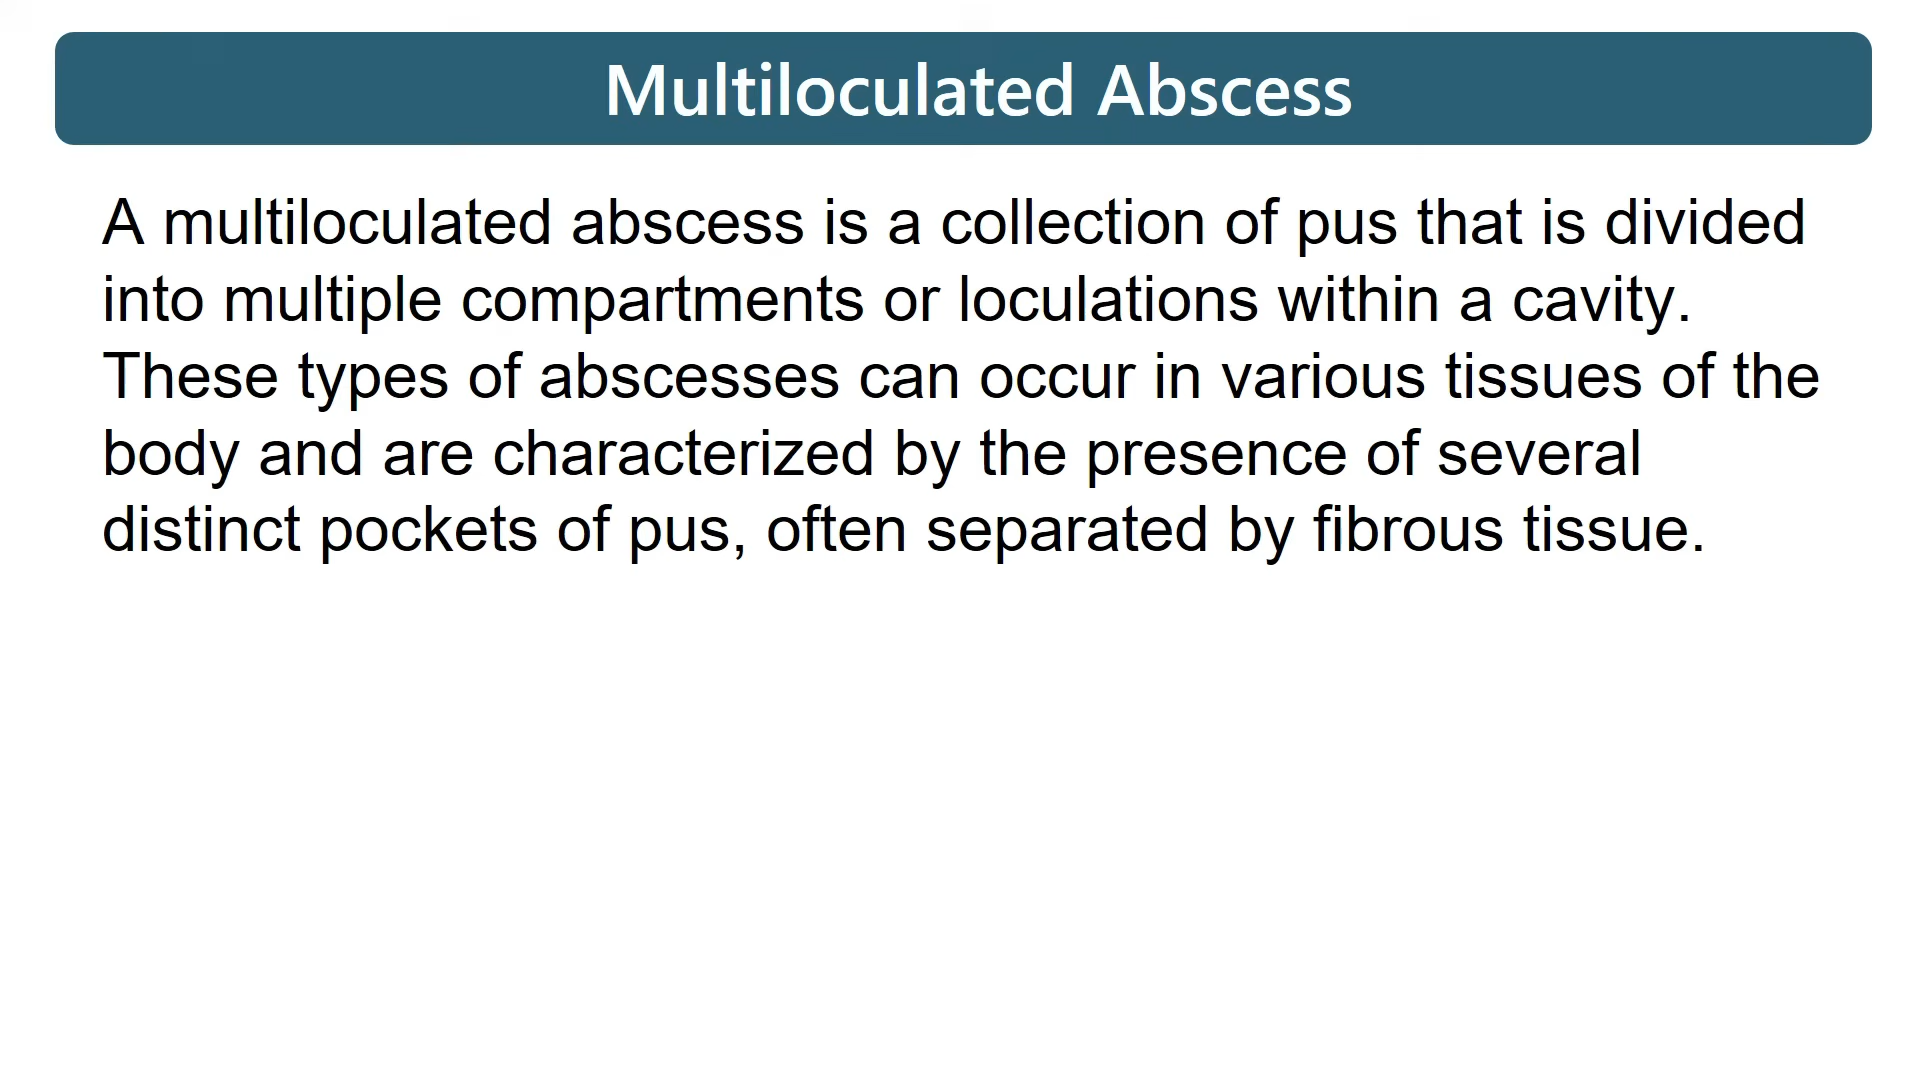 Multiloculated Abscess
A multiloculated abscess is a collection of pus that is divided
into multiple compartments or loculations within a cavity.
These types of abscesses can occur in various tissues of the
body and are characterized by the presence of several
distinct pockets of pus, often separated by fibrous tissue.